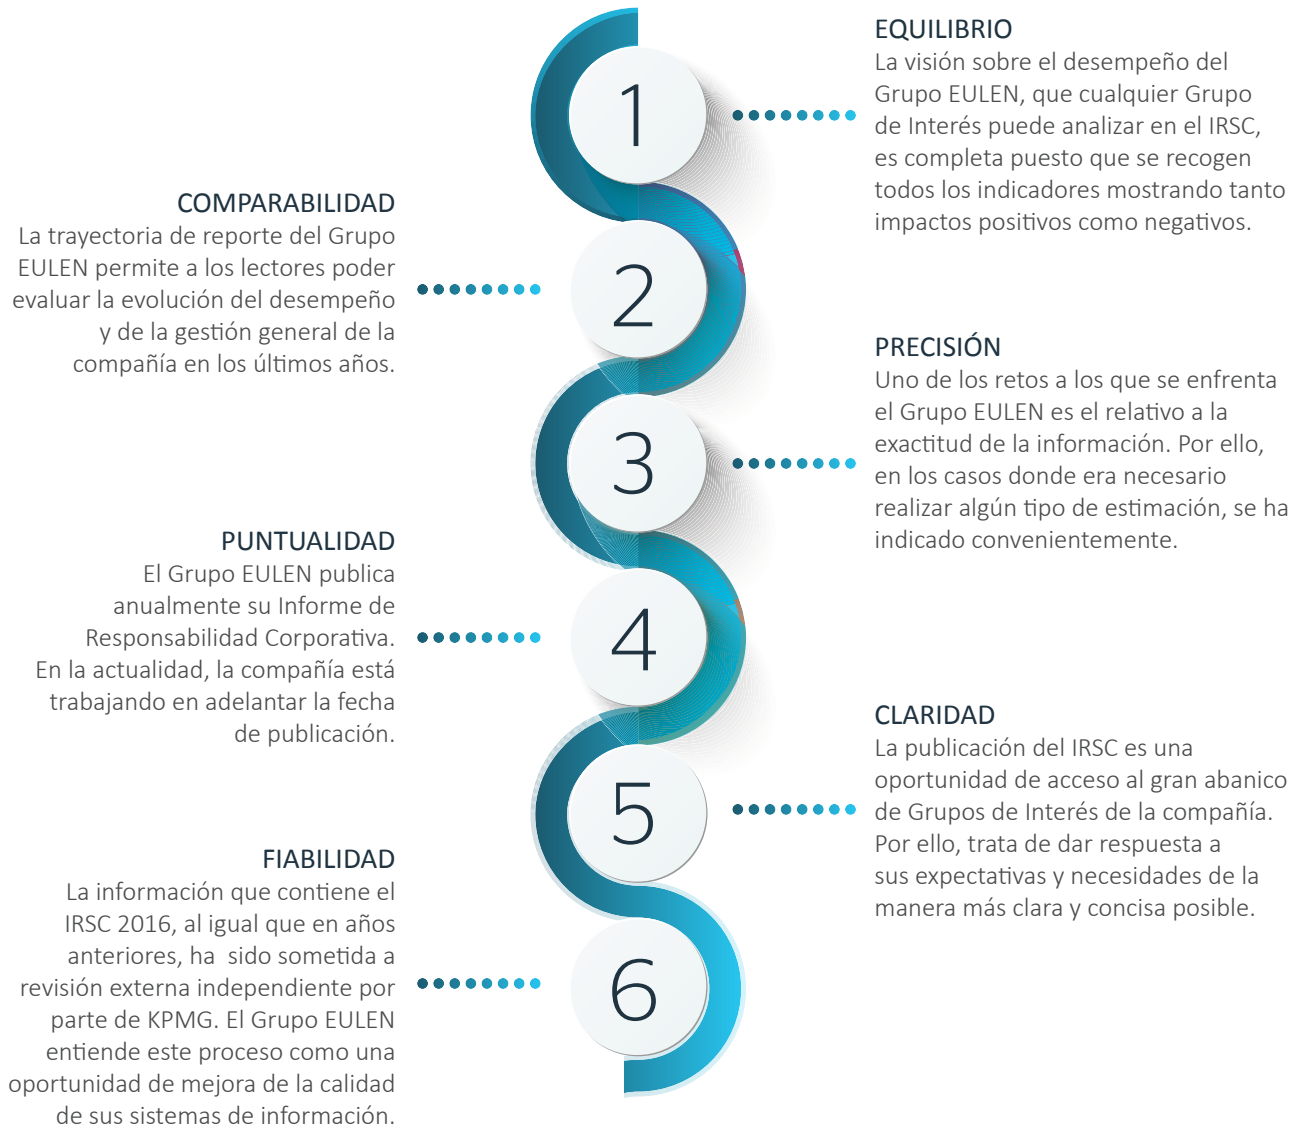 1
EQUILIBRIO
La visión sobre el desempeño del
Grupo EULEN, que cualquier Grupo
de Interés puede analizar en el IRSC,
es completa puesto que se recogen
todos los indicadores mostrando tanto
impactos positivos como negativos.
2
COMPARABILIDAD
La trayectoria de reporte del Grupo
EULEN permite a los lectores poder
evaluar la evolución del desempeño
y de la gestión general de la
compañía en los últimos años.
3
PRECISIÓN
Uno de los retos a los que se enfrenta
el Grupo EULEN es el relativo a la
exactitud de la información. Por ello,
en los casos donde era necesario
realizar algún tipo de estimación, se ha
indicado convenientemente.
4
PUNTUALIDAD
El Grupo EULEN publica
anualmente su Informe de
Responsabilidad Corporativa.
En la actualidad, la compañía está
trabajando en adelantar la fecha
de publicación.
5
CLARIDAD
La publicación del IRSC es una
oportunidad de acceso al gran abanico
de Grupos de Interés de la compañía.
Por ello, trata de dar respuesta a
sus expectativas y necesidades de la
manera más clara y concisa posible.
6
FIABILIDAD
La información que contiene el
IRSC 2016, al igual que en años
anteriores, ha  sido sometida a
revisión externa independiente por
parte de KPMG. El Grupo EULEN
entiende este proceso como una
oportunidad de mejora de la calidad
de sus sistemas de información.